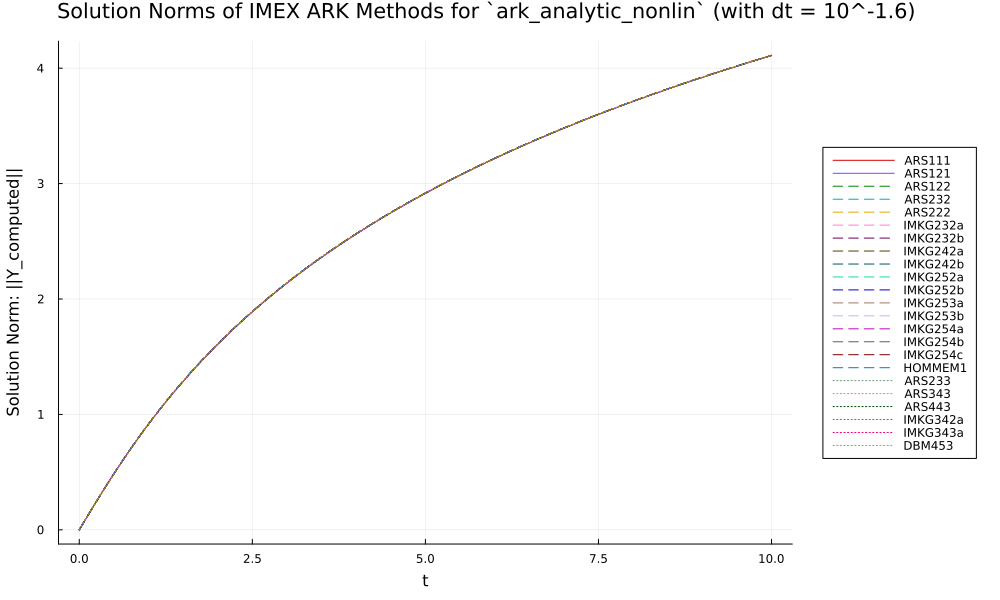 Solution Norms of IMEX ARK Methods for `ark_analytic_nonlin` (with dt = 10^-1.6)
Solution Norm: ||Y_computed||
4
3
2
1
0
0.0
2.5
5.0
7.5
10.0
t
ARS111
ARS121
ARS122
ARS232
ARS222
IMKG232a
IMKG232b
IMKG242a
IMKG242b
IMKG252a
IMKG252b
IMKG253a
IMKG253b
IMKG254a
IMKG254b
IMKG254c
HOMMEM1
ARS233
ARS343
ARS443
IMKG342a
IMKG343a
DBM453